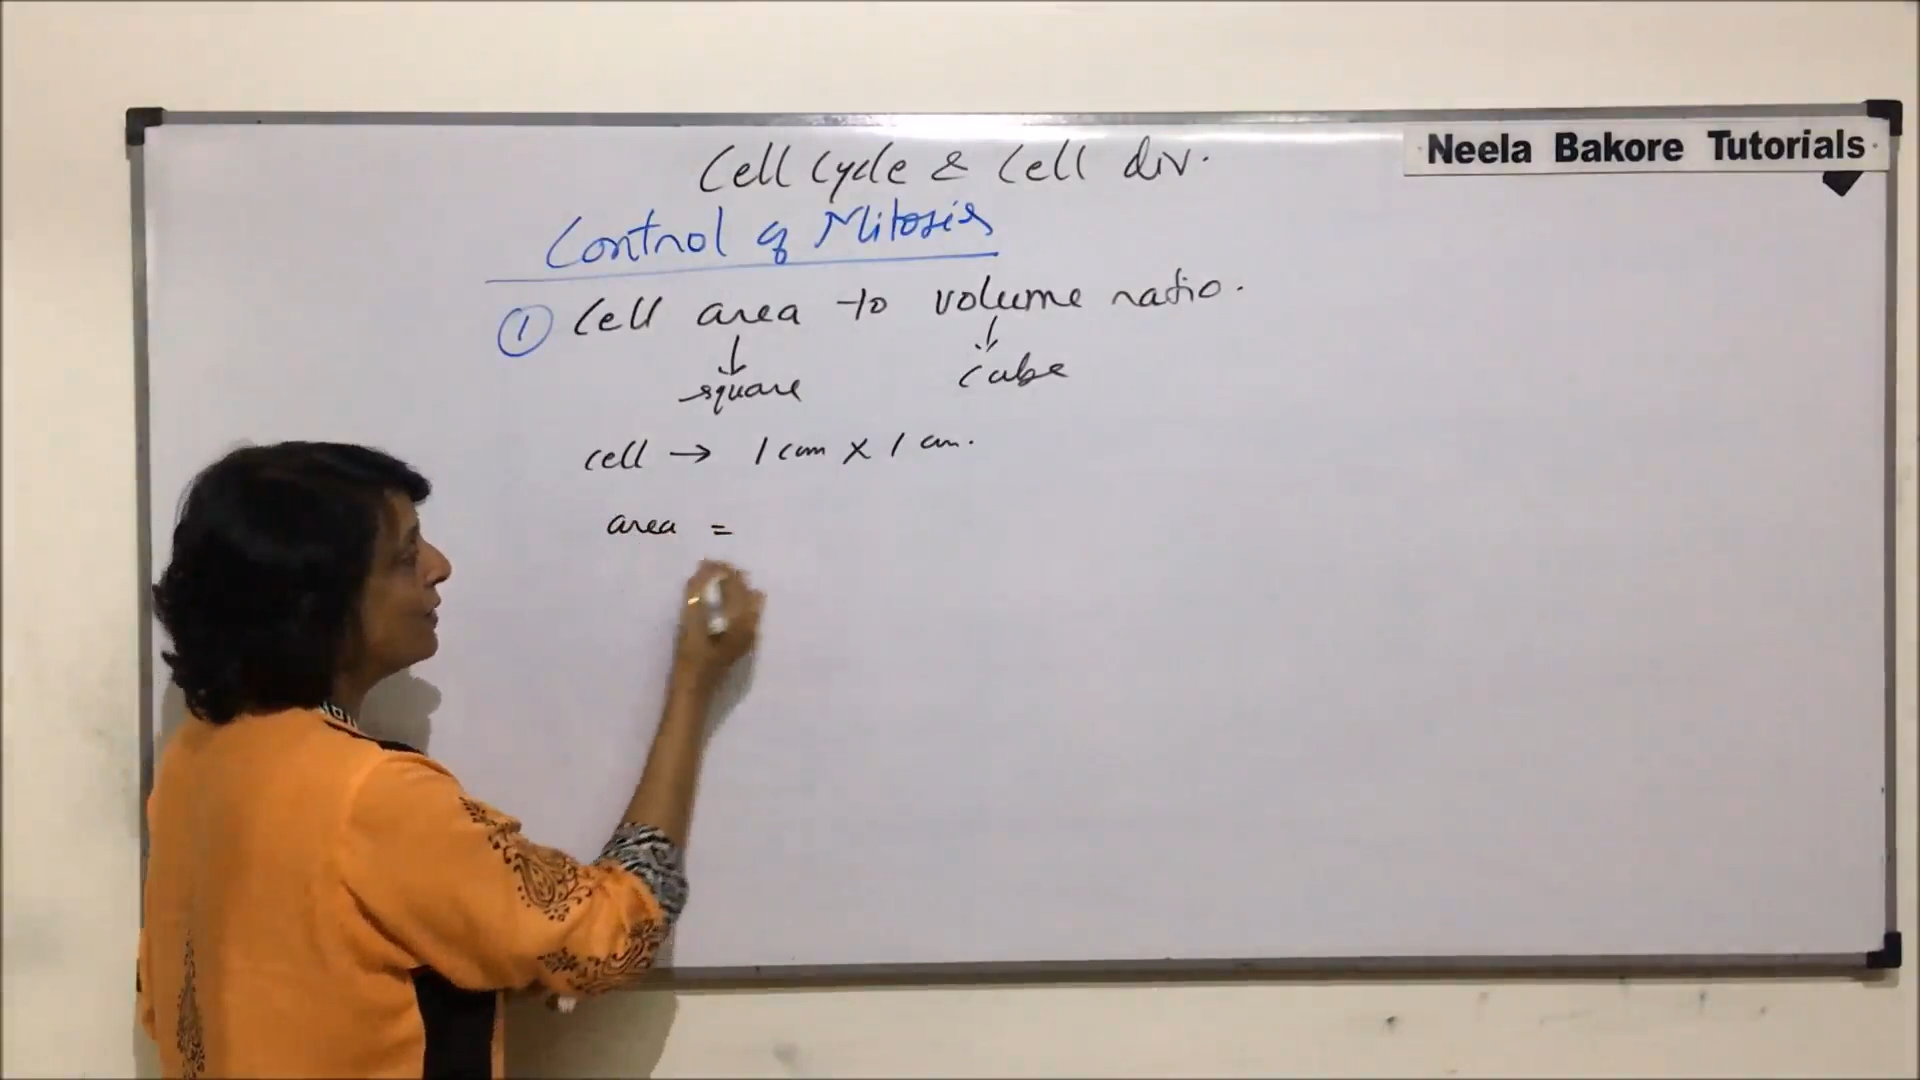 Neela Bakore Tutorials
Cell Cycle & Cell div.
Control of Mitosis
① Cell area to volume ratio.
square cube
cell → 1 cm x 1 cm.
area =